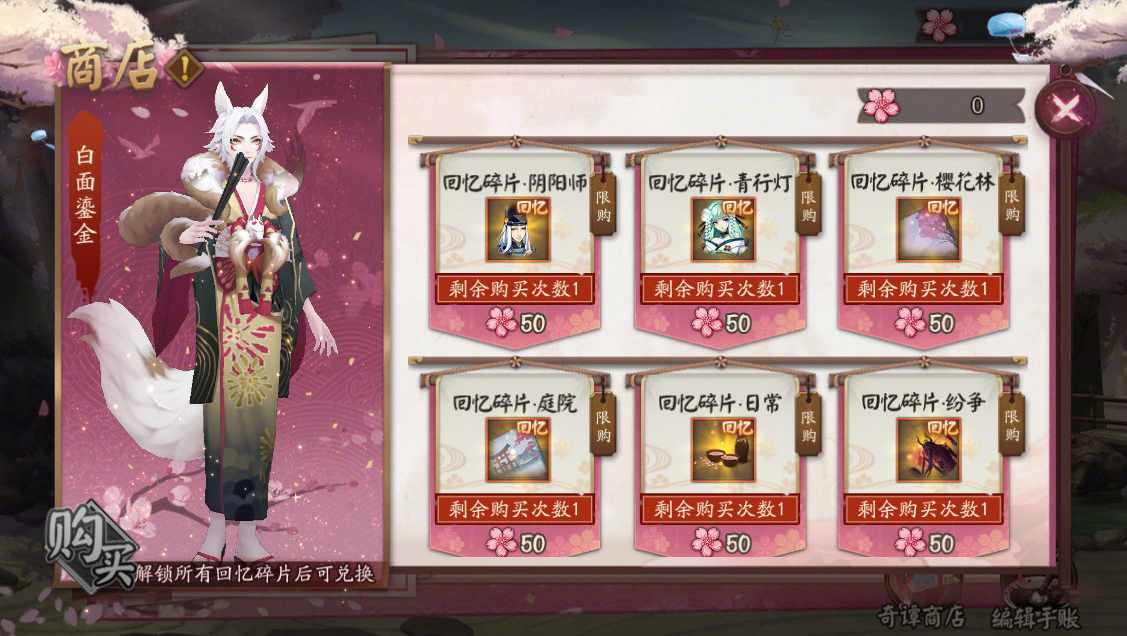 商店!
白面鎏金
0
回忆碎片·阴阳师
回忆碎片·青行灯
回忆碎片·樱花林
限购
限购
限购
回忆
回忆
回忆
剩余购买次数1
剩余购买次数1
剩余购买次数1
50
50
50
回忆碎片·庭院
回忆碎片·日常
回忆碎片·纷争
限购
限购
限购
回忆
回忆
回忆
剩余购买次数1
剩余购买次数1
剩余购买次数1
50
50
50
购买
解锁所有回忆碎片后可兑换
奇谭商店
编辑手账